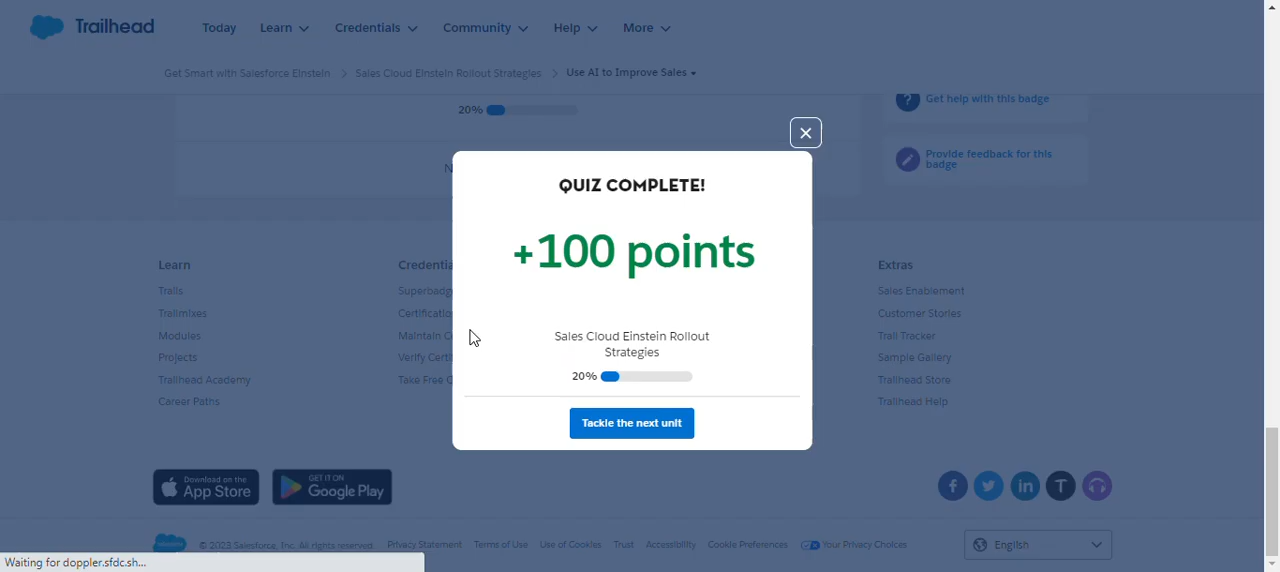 Trailhead
Today
Learn
Credentials
Community
Help
More
Get Smart with Salesforce Einstein
Sales Cloud Einstein Rollout Strategies
Use AI to Improve Sales
20%
Get help with this badge
Provide feedback for this
badge
QUIZ COMPLETE!
+100 points
Sales Cloud Einstein Rollout
Strategies
20%
Tackle the next unit
Learn
Trails
Trailmixes
Modules
Projects
Trailhead Academy
Career Paths
Extras
Sales Enablement
Customer Stories
Trail Tracker
Sample Gallery
Trailhead Store
Trailhead Help
Download on the
App Store
GET IT ON
Google Play
© 2023 Salesforce, Inc. All rights reserved.
Privacy Statement
Terms of Use
Use of Cookies
Trust
Accessibility
Cookie Preferences
Your Privacy Choices
English
Waiting for doppler.sfdc.sh...